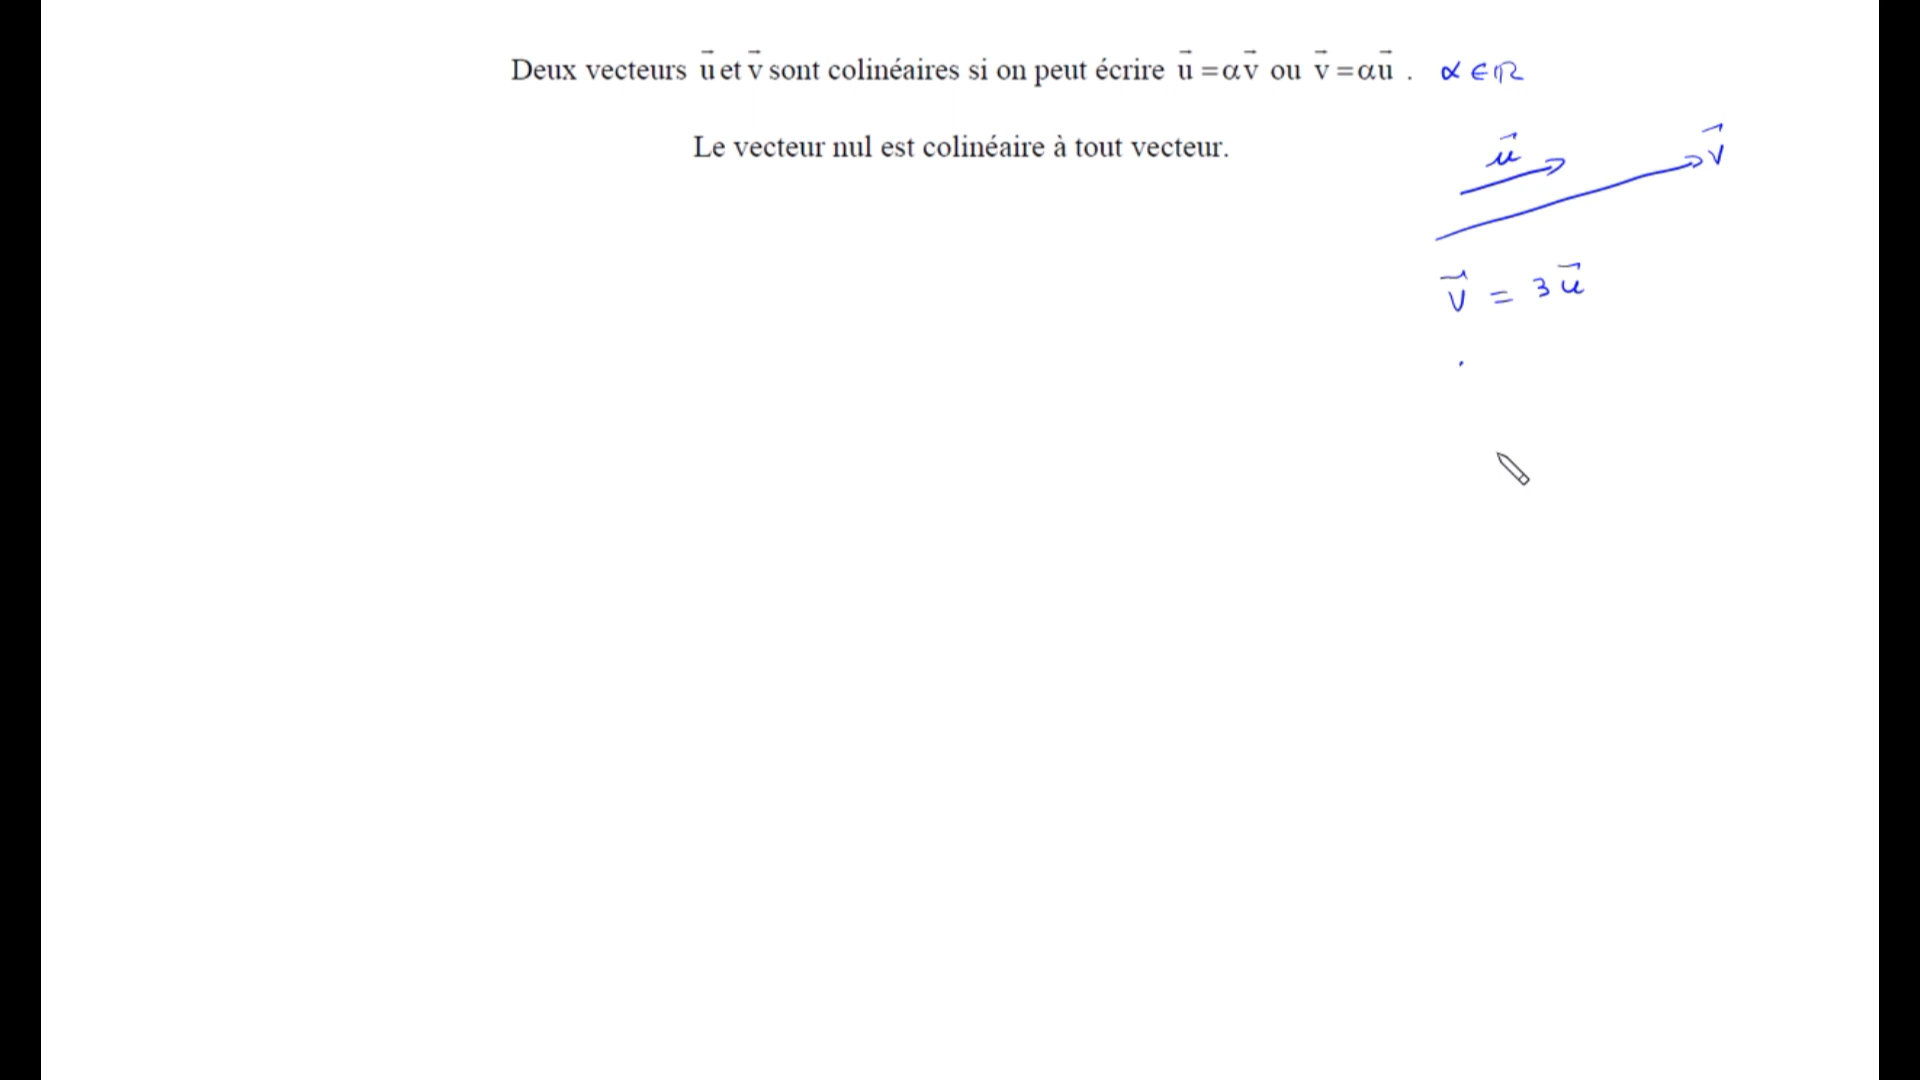 Deux vecteurs u⃗ et v⃗ sont colinéaires si on peut écrire u⃗ = αv⃗ ou v⃗ = αu⃗ . α ∈ ℝ
Le vecteur nul est colinéaire à tout vecteur.
u⃗
v⃗
v⃗ = 3 u⃗